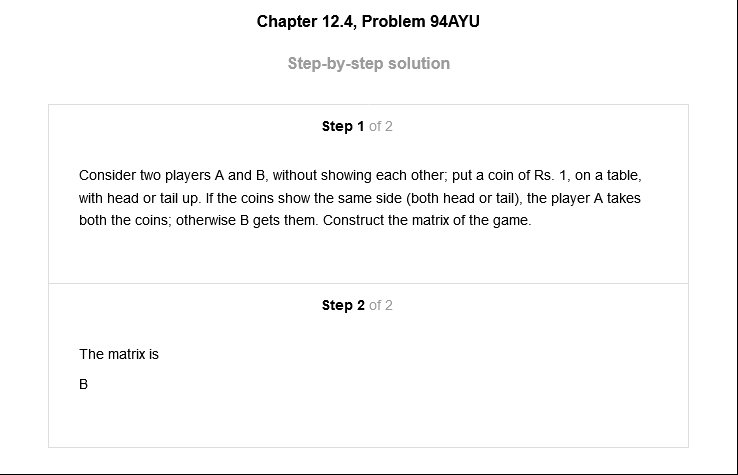 Chapter 12.4, Problem 94AYU
Step-by-step solution
Step 1 of 2
Consider two players A and B, without showing each other; put a coin of Rs. 1, on a table,
with head or tail up. If the coins show the same side (both head or tail), the player A takes
both the coins; otherwise B gets them. Construct the matrix of the game.
Step 2 of 2
The matrix is
B